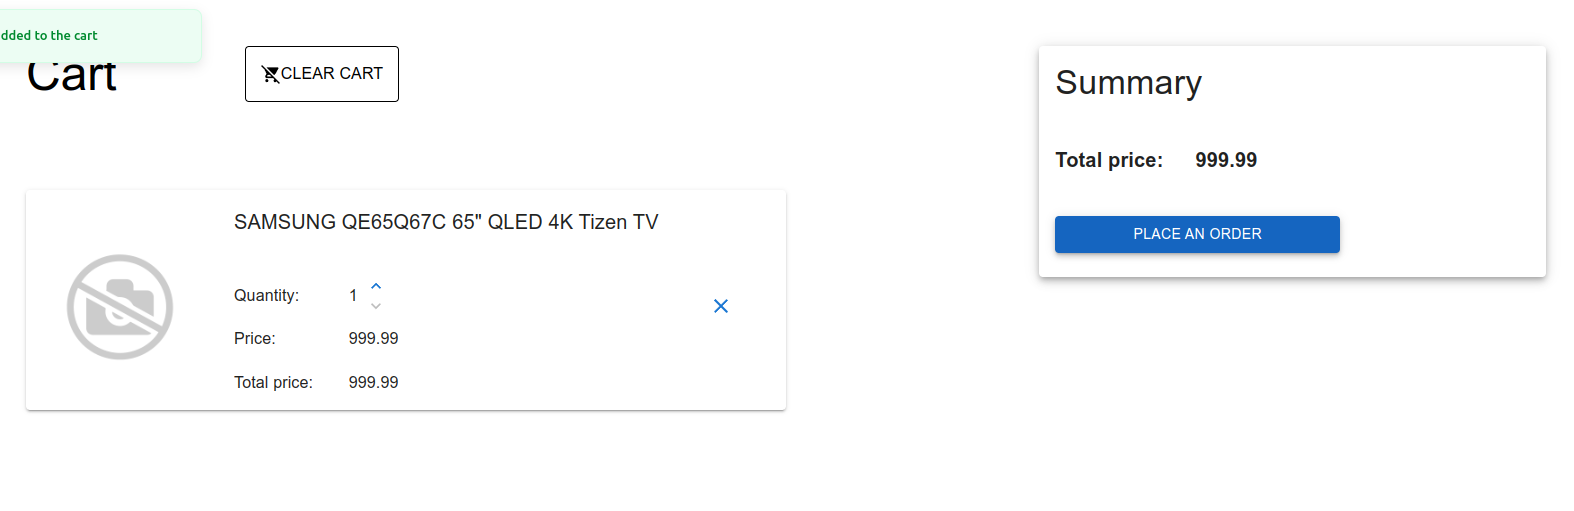 dded to the cart
Cart
CLEAR CART
SAMSUNG QE65Q67C 65" QLED 4K Tizen TV
Quantity: 1
Price: 999.99
Total price: 999.99
Summary
Total price: 999.99
PLACE AN ORDER